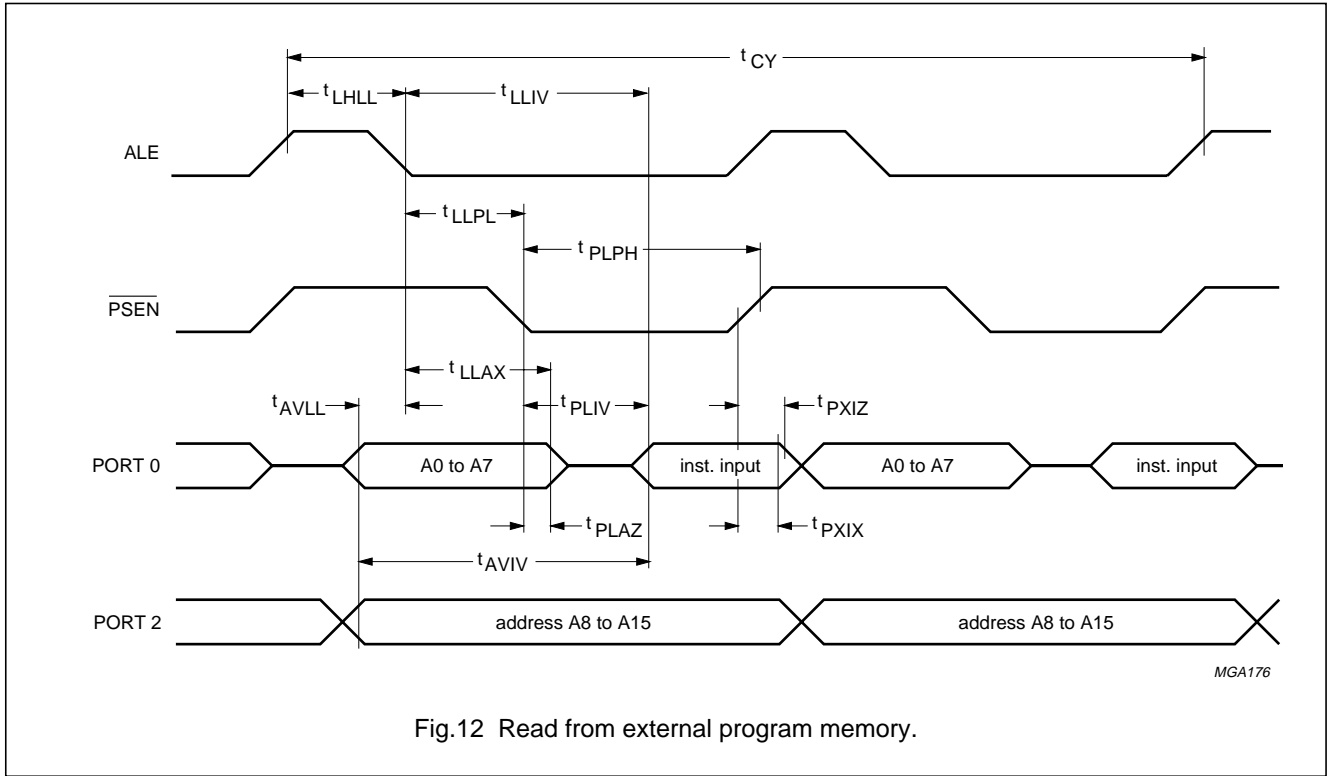 t CY
t LHLL
t LLIV
ALE
t LLPL
t PLPH
PSEN
t LLAX
t AVLL
t PLIV
t PXIZ
PORT 0
A0 to A7
inst. input
A0 to A7
inst. input
t PLAZ
t PXIX
t AVIV
PORT 2
address A8 to A15
address A8 to A15
MGA176
Fig.12 Read from external program memory.